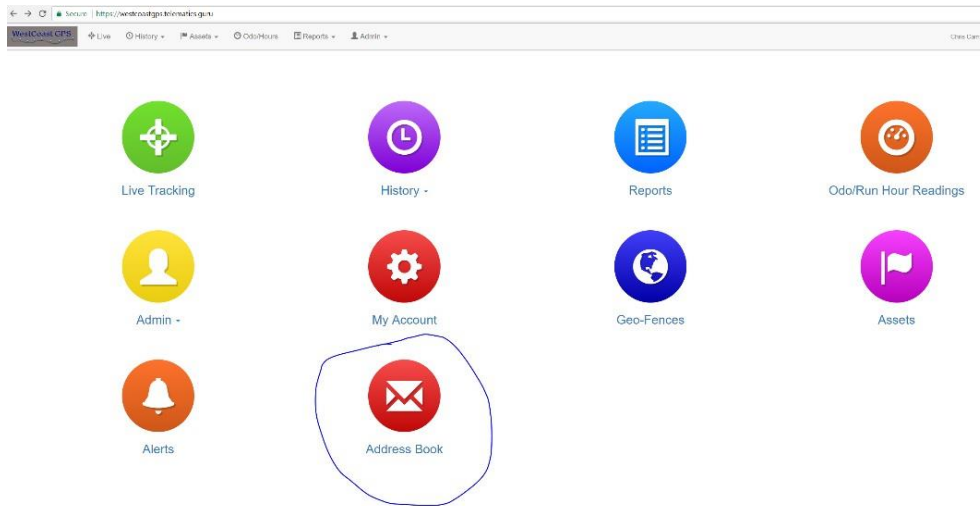 Secure | https://westcoastgps.telematics.guru
WestCoast GPS Live History Assets Odo/Hours Reports Admin
Live Tracking History Reports Odo/Run Hour Readings
Admin My Account Geo-Fences Assets
Alerts Address Book